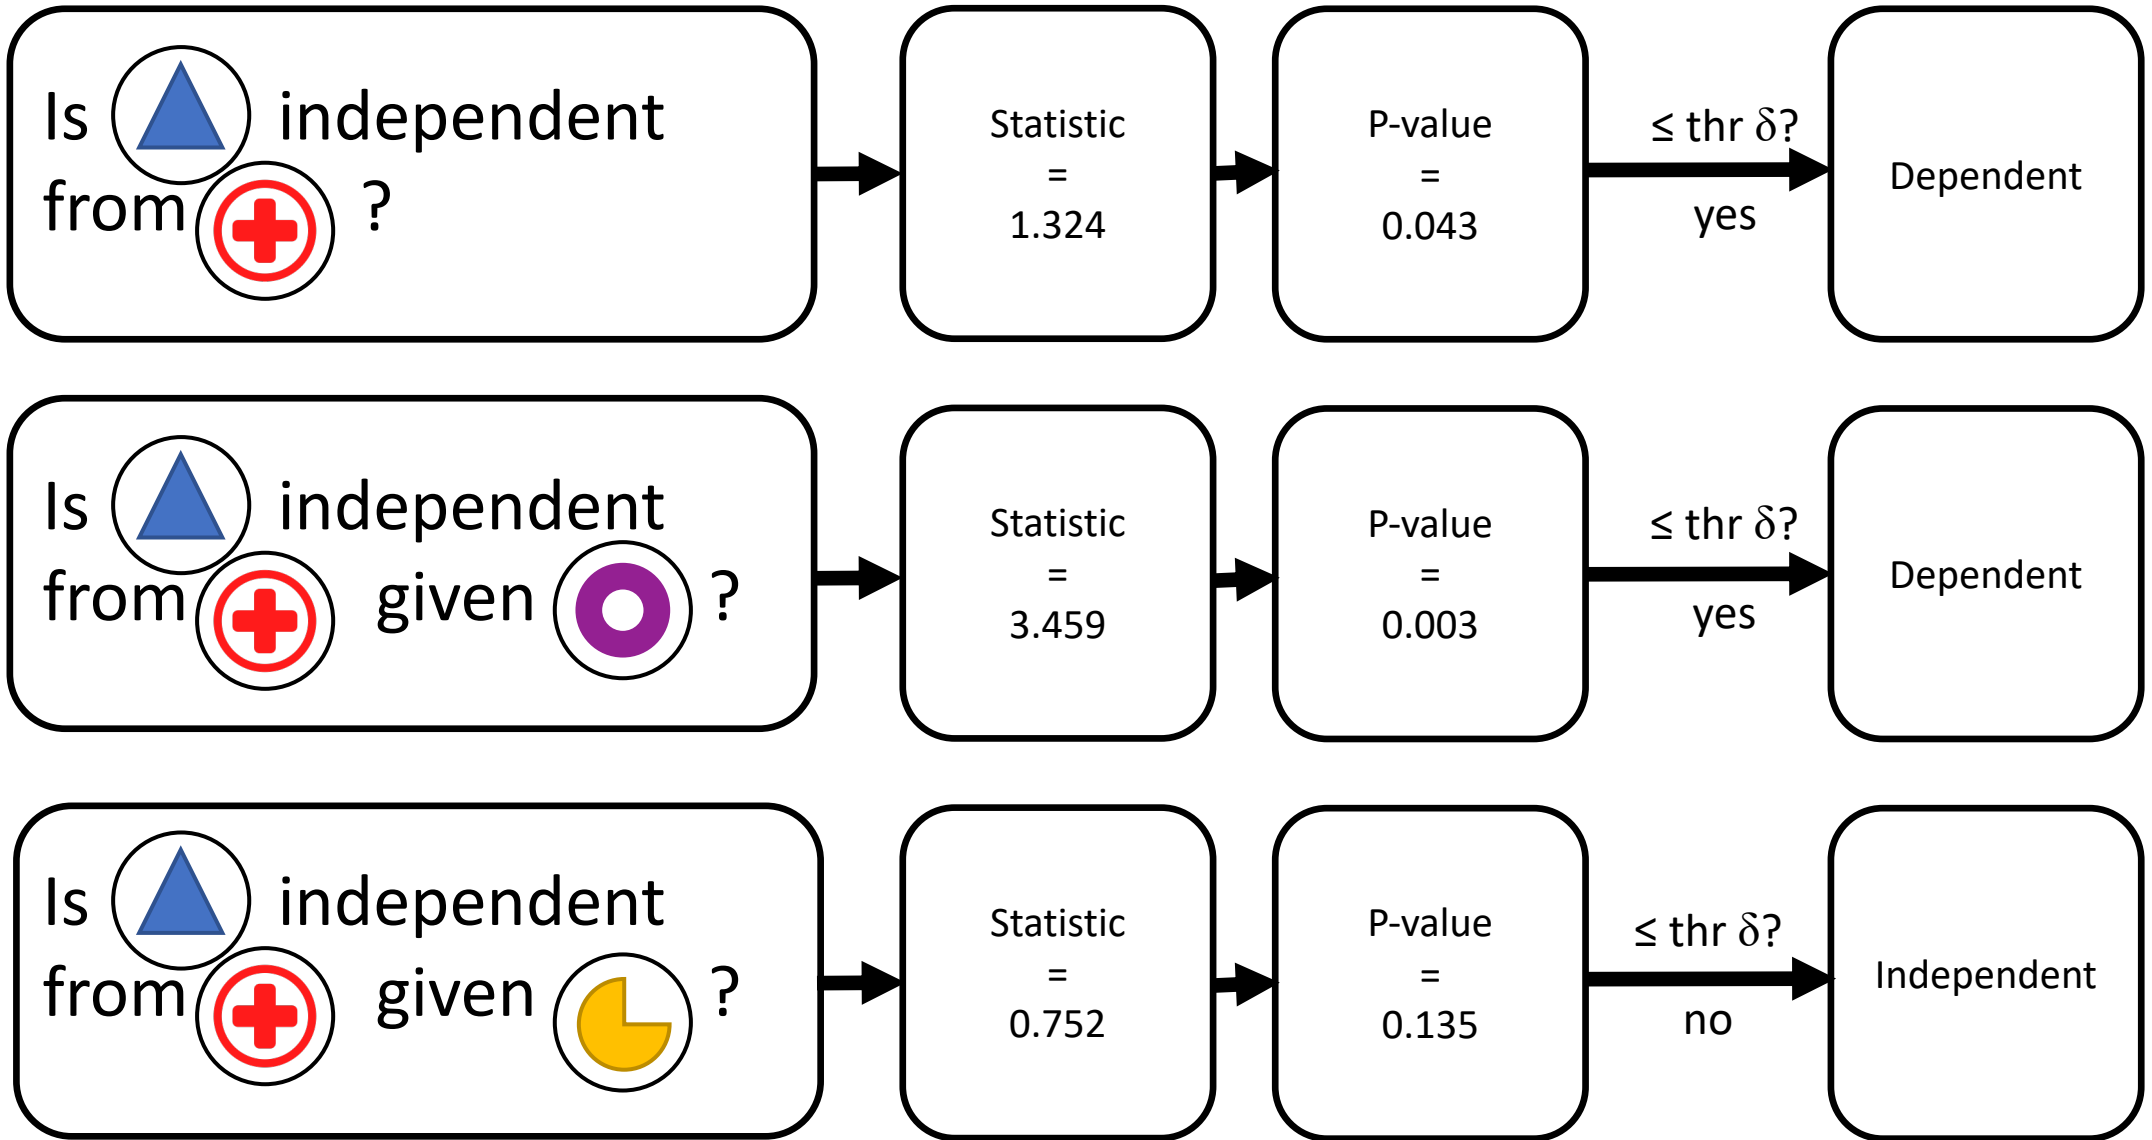 Is independent
from ?
Statistic
=
1.324
P-value
=
0.043
≤ thr δ?
yes
Dependent
Is independent
from given ?
Statistic
=
3.459
P-value
=
0.003
≤ thr δ?
yes
Dependent
Is independent
from given ?
Statistic
=
0.752
P-value
=
0.135
≤ thr δ?
no
Independent